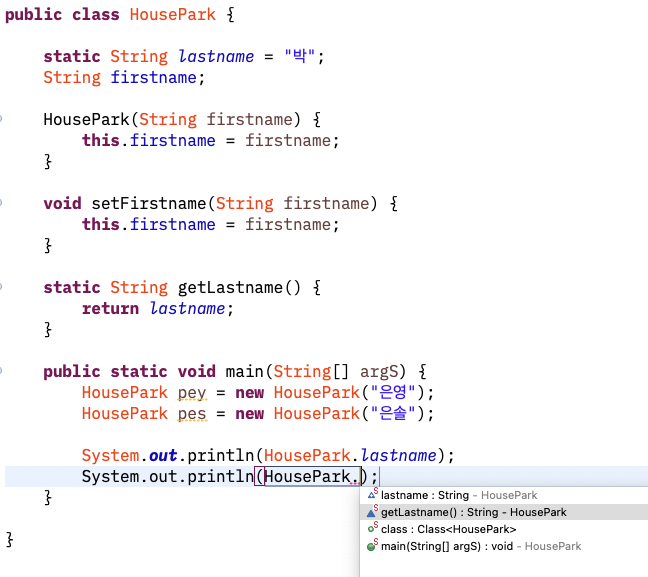 public class HousePark {
static String lastname = "박";
String firstname;
HousePark(String firstname) {
this.firstname = firstname;
}
void setFirstname(String firstname) {
this.firstname = firstname;
}
static String getLastname() {
return lastname;
}
public static void main(String[] argS) {
HousePark pey = new HousePark("은영");
HousePark pes = new HousePark("은솔");
System.out.println(HousePark.lastname);
System.out.println(HousePark.);
lastname : String - HousePark
getLastname() : String - HousePark
class : Class<HousePark>
main(String[] argS) : void - HousePark
}
}